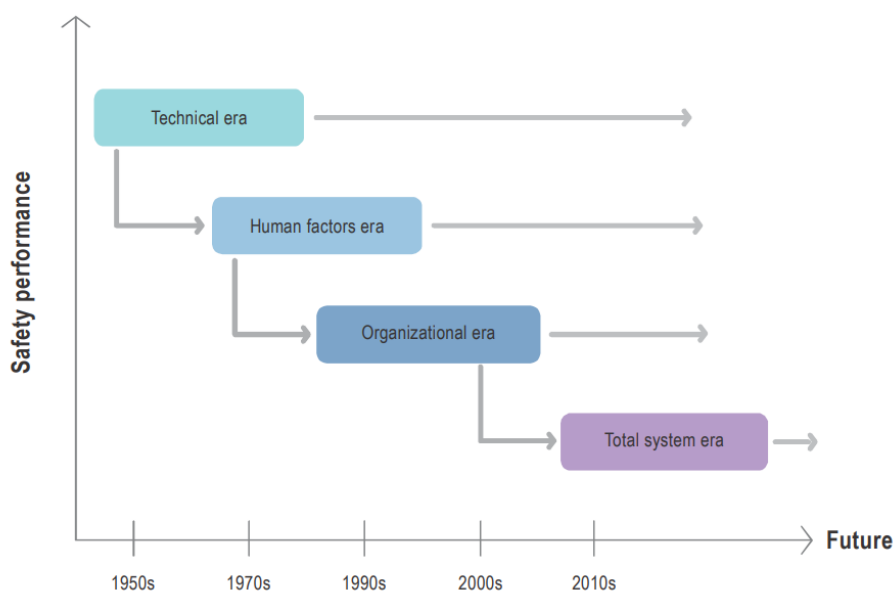 Safety performance
Technical era
Human factors era
Organizational era
Total system era
Future
1950s
1970s
1990s
2000s
2010s